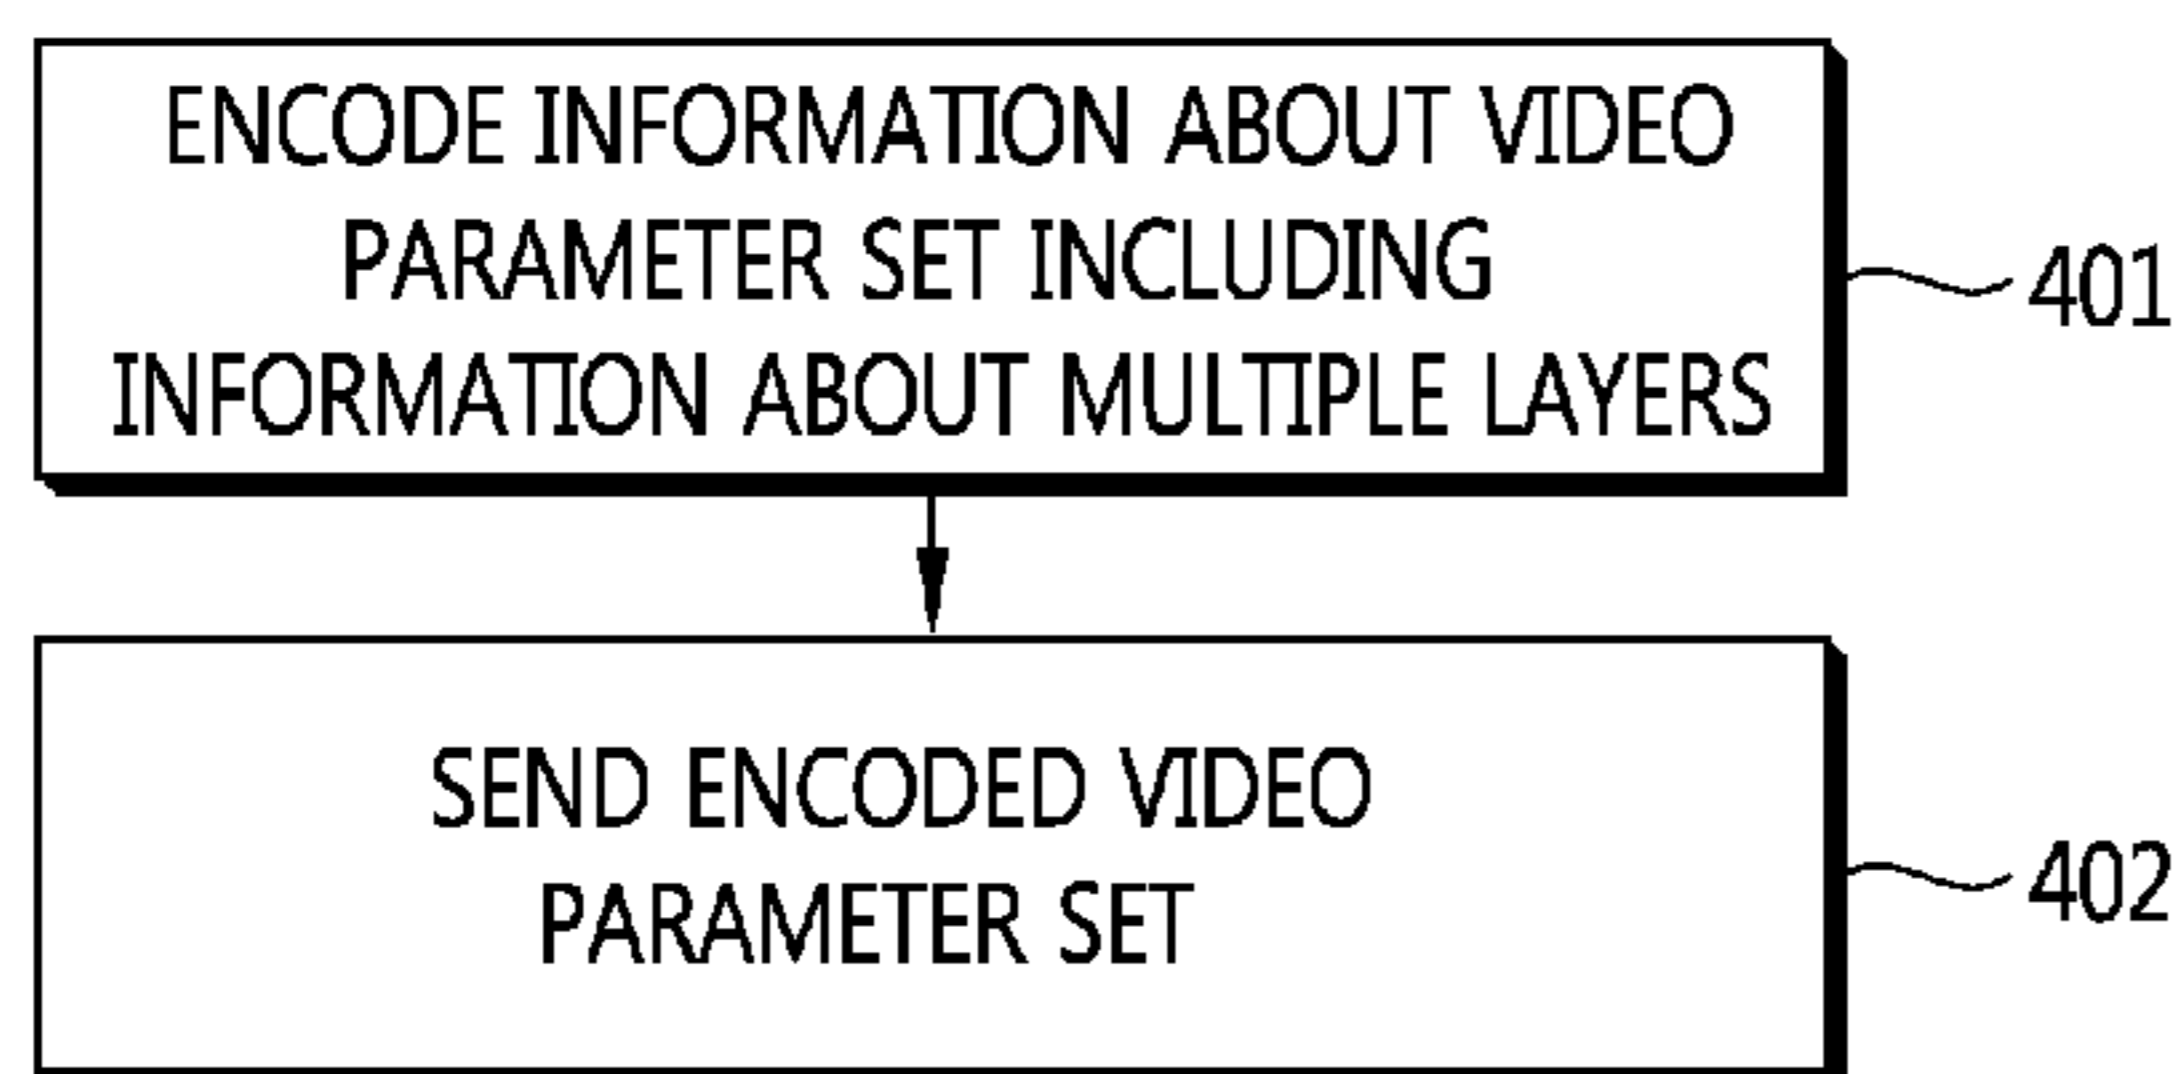 ENCODE INFORMATION ABOUT VIDEO
PARAMETER SET INCLUDING
INFORMATION ABOUT MULTIPLE LAYERS
401
SEND ENCODED VIDEO
PARAMETER SET
402